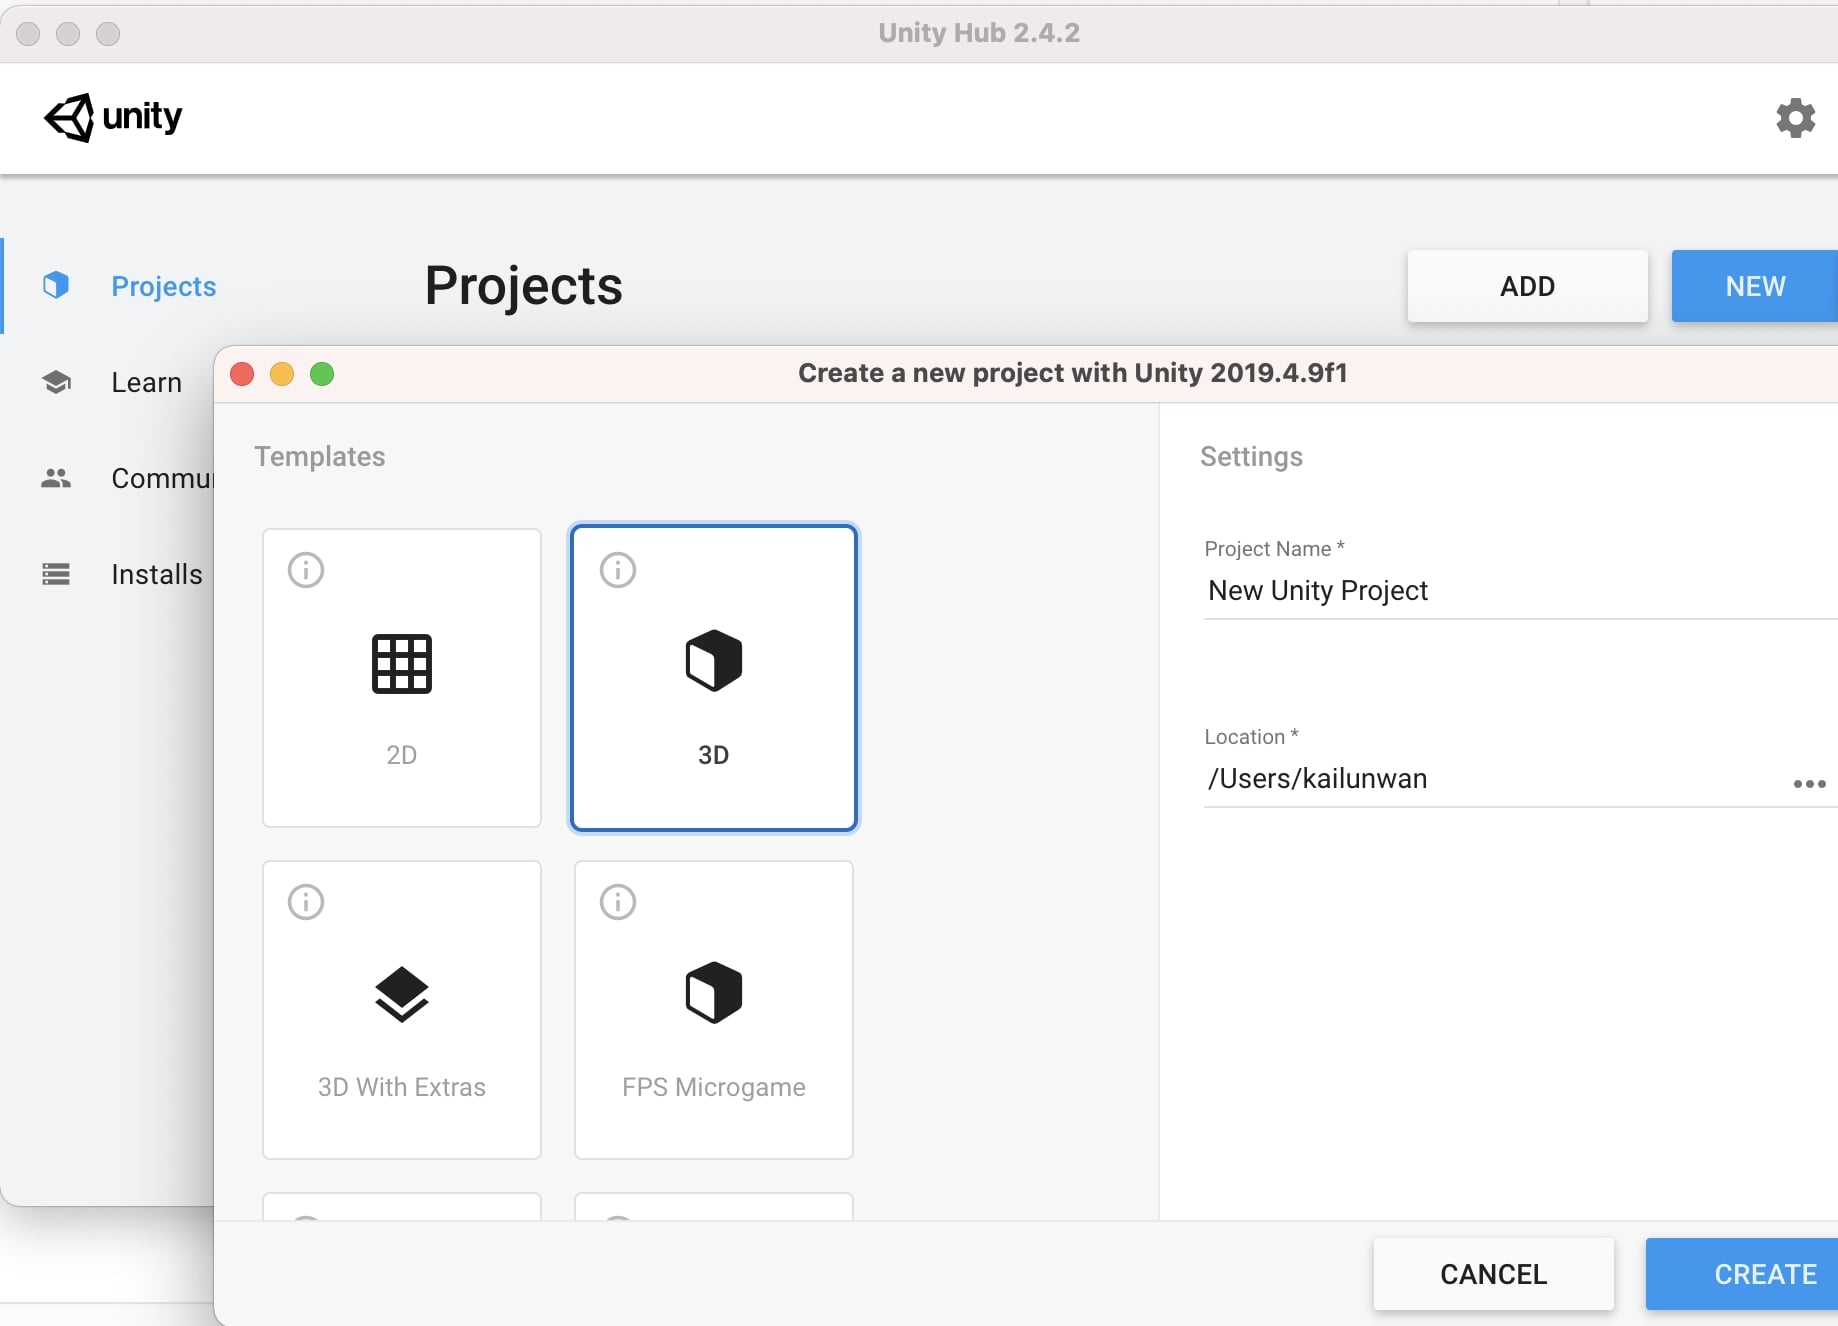 Unity Hub 2.4.2
unity
Projects
Projects
ADD
NEW
Learn
Create a new project with Unity 2019.4.9f1
Templates
Settings
Commu
Installs
Project Name *
New Unity Project
2D
3D
Location *
/Users/kailunwan
3D With Extras
FPS Microgame
CANCEL
CREATE